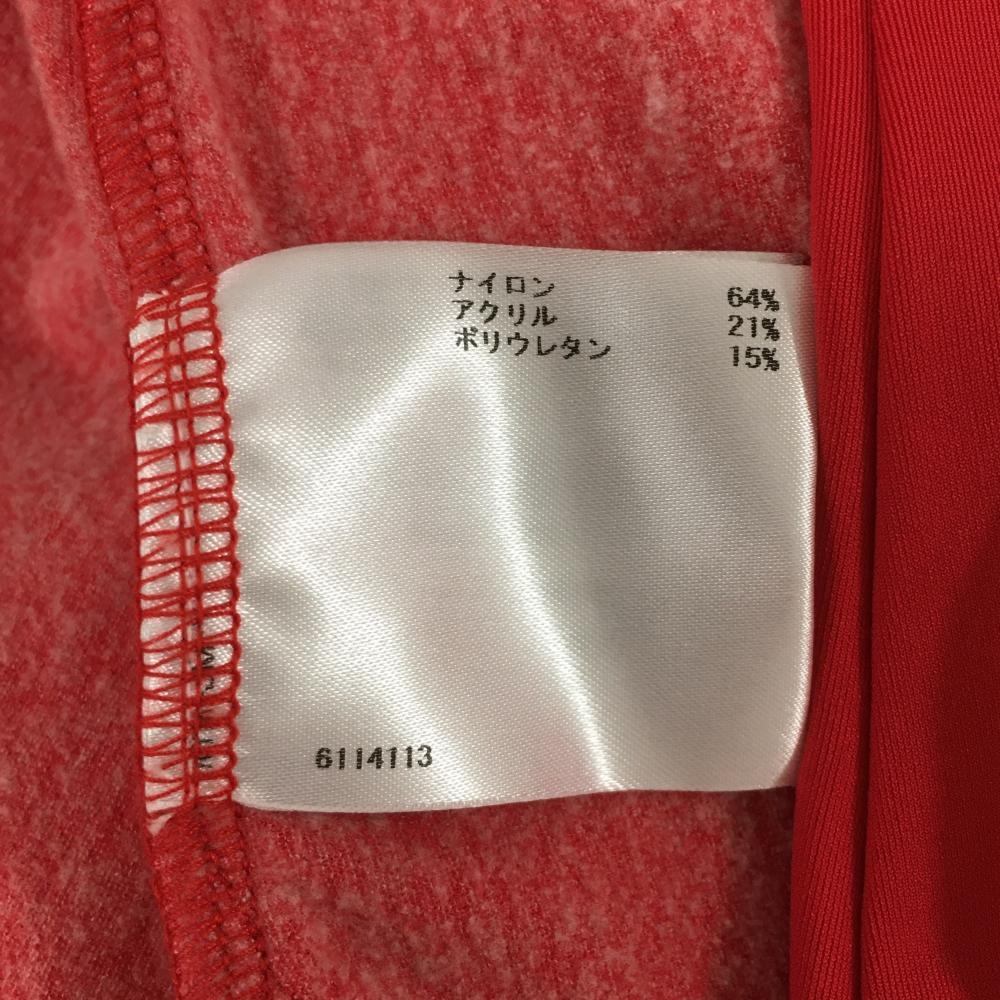 ナイロン 64%
アクリル 21%
ポリウレタン 15%
6114113